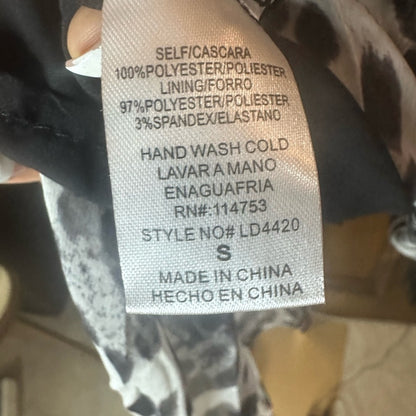 SELF/CASCARA
100%POLYESTER/POLIESTER
LINING/FORRO
97%POLYESTER/POLIESTER
3%SPANDEX/ELASTANO
HAND WASH COLD
LAVAR A MANO
ENAGUAFRIA
RN#:114753
STYLE NO# LD4420
S
MADE IN CHINA
HECHO EN CHINA